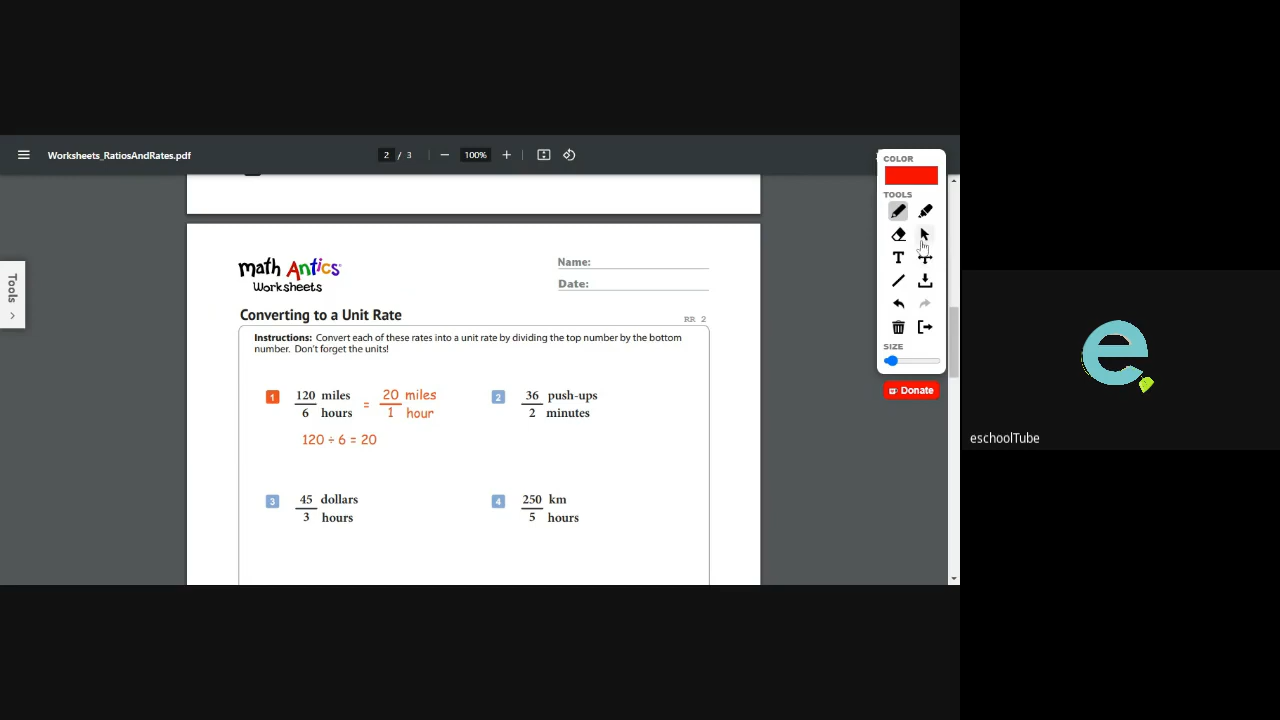 Worksheets_RatiosAndRates.pdf
2 / 3
100%
COLOR
TOOLS
T
SIZE
Donate
Tools
math Antics
Worksheets
Name:
Date:
Converting to a Unit Rate
RR 2
Instructions: Convert each of these rates into a unit rate by dividing the top number by the bottom
number. Don't forget the units!
1 120 miles / 6 hours = 20 miles / 1 hour
120 ÷ 6 = 20
2 36 push-ups / 2 minutes
3 45 dollars / 3 hours
4 250 km / 5 hours
e
eschoolTube